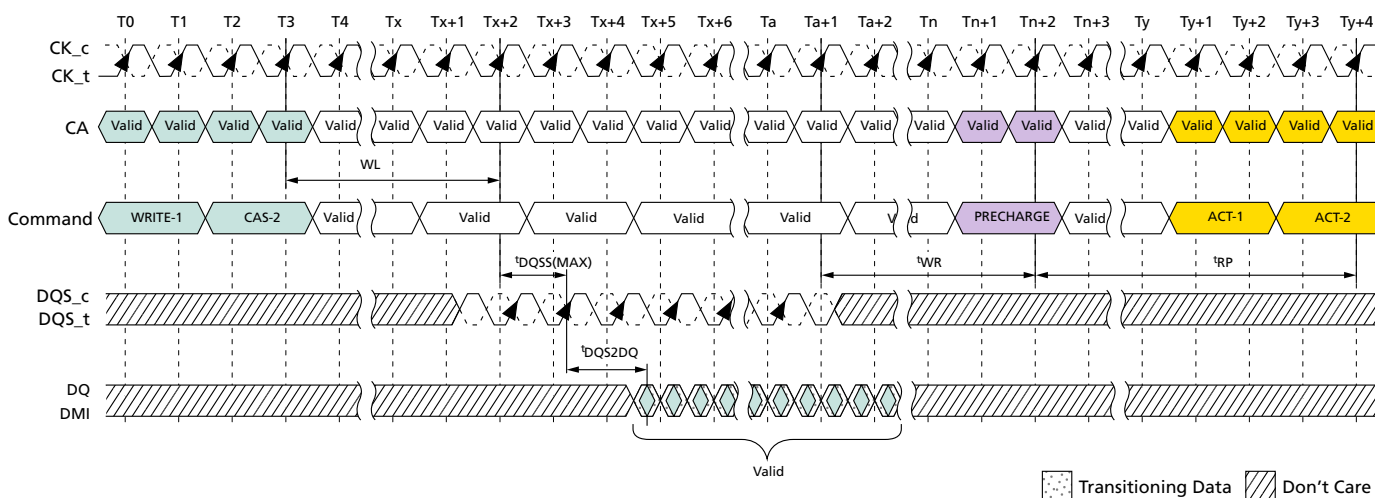 T0 T1 T2 T3 T4 Tx Tx+1 Tx+2 Tx+3 Tx+4 Tx+5 Tx+6 Ta Ta+1 Ta+2 Tn Tn+1 Tn+2 Tn+3 Ty Ty+1 Ty+2 Ty+3 Ty+4
CK_c
CK_t
CA Valid Valid Valid Valid Valid Valid Valid Valid Valid Valid Valid Valid Valid Valid Valid Valid Valid Valid Valid Valid Valid Valid Valid Valid
WL
Command WRITE-1 CAS-2 Valid Valid Valid Valid Valid PRECHARGE Valid ACT-1 ACT-2
tDQSS(MAX) tWR tRP
DQS_c
DQS_t
tDQS2DQ
DQ
DMI
Valid
Transitioning Data Don't Care